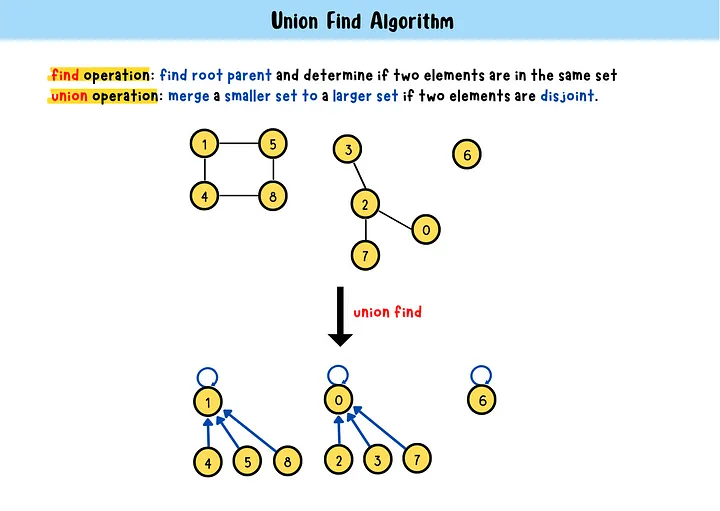 Union Find Algorithm
find operation: find root parent and determine if two elements are in the same set
union operation: merge a smaller set to a larger set if two elements are disjoint.
1 5 3 6
4 8 2
0
7
union find
1 0 6
4 5 8 2 3 7